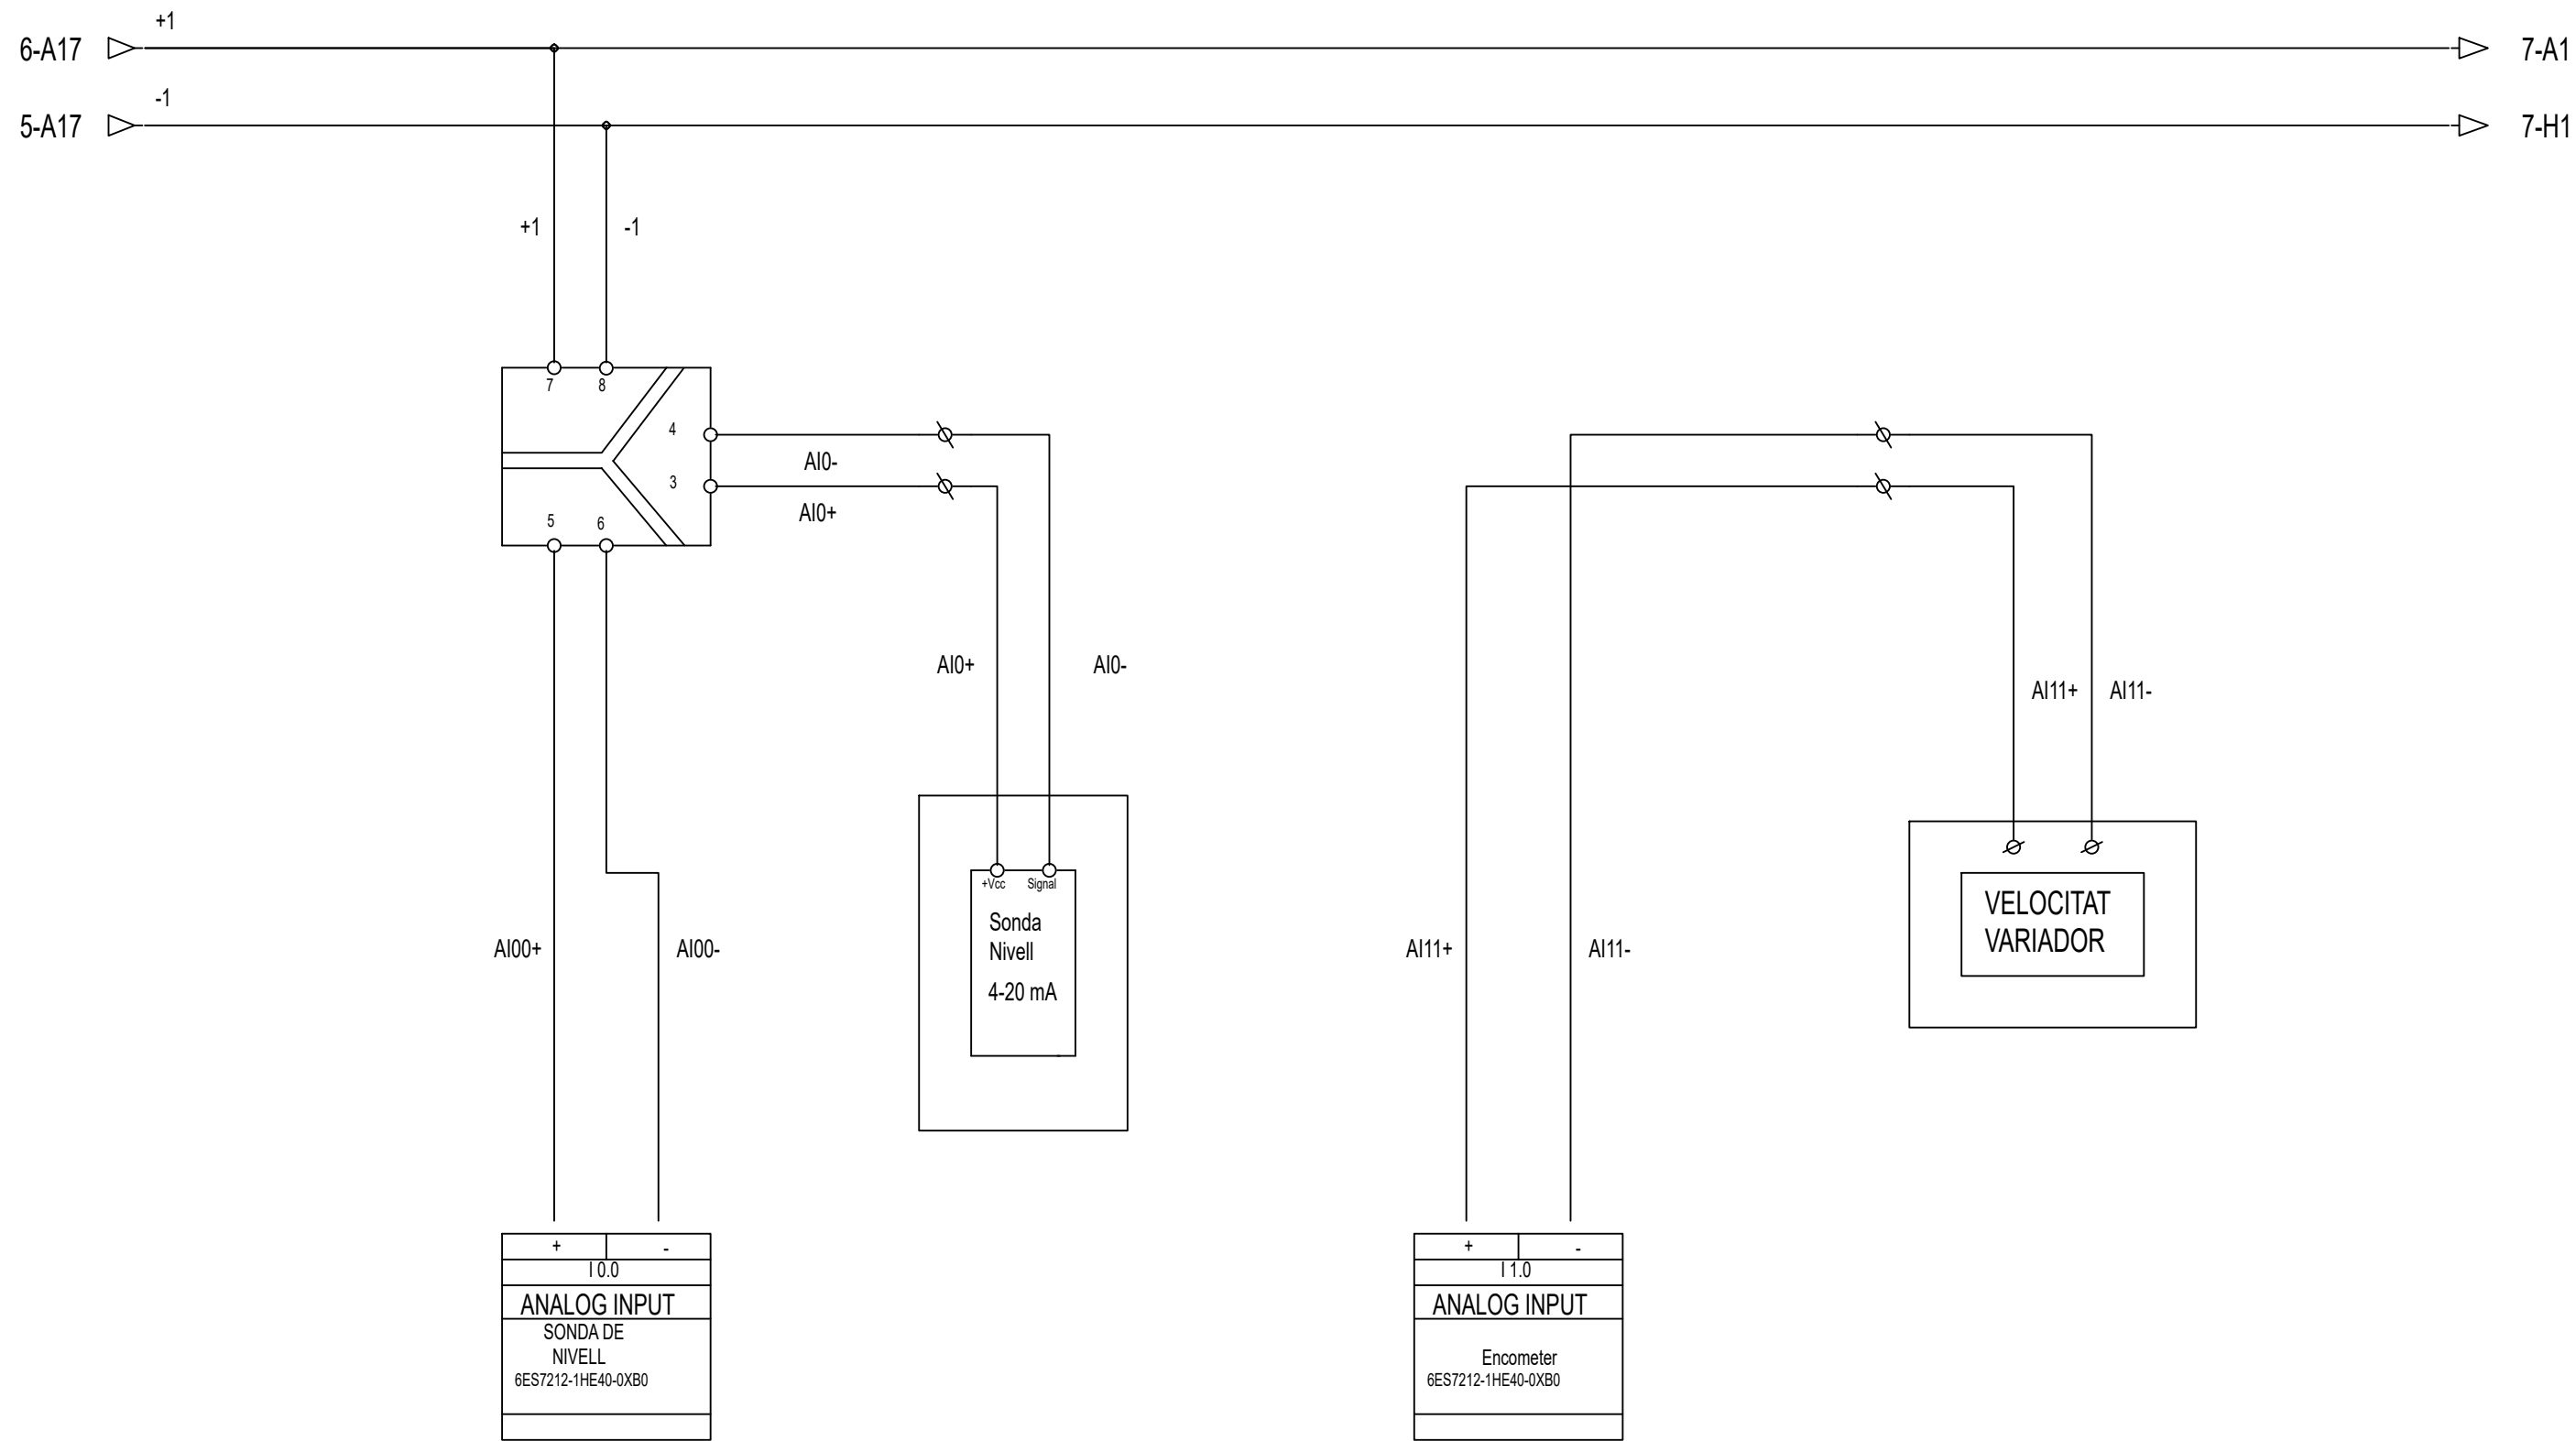 +1
6-A17
7-A1
-1
5-A17
7-H1
+1
-1
7
8
4
AI0-
3
AI0+
5
6
AI0+
AI0-
AI11+
AI11-
+Vcc
Signal
Sonda
Nivell
4-20 mA
VELOCITAT
VARIADOR
AI00+
AI00-
AI11+
AI11-
+
-
I 0.0
ANALOG INPUT
SONDA DE
NIVELL
6ES7212-1HE40-0XB0
+
-
I 1.0
ANALOG INPUT
Encometer
6ES7212-1HE40-0XB0